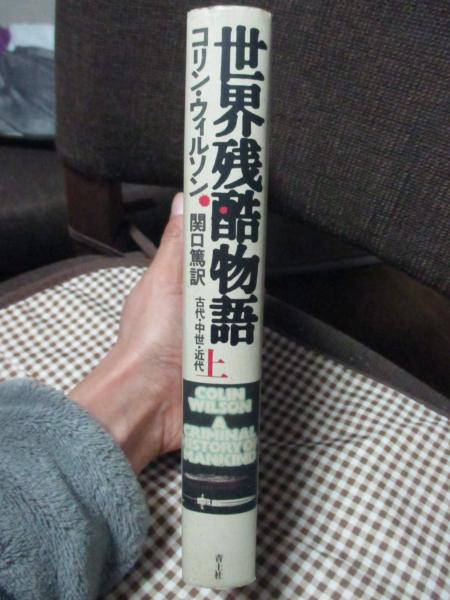 世界残酷物語 上
コリン・ウィルソン
関口篤訳
古代・中世・近代
COLIN
WILSON
A
CRIMINAL
HISTORY OF
MANKIND
青土社